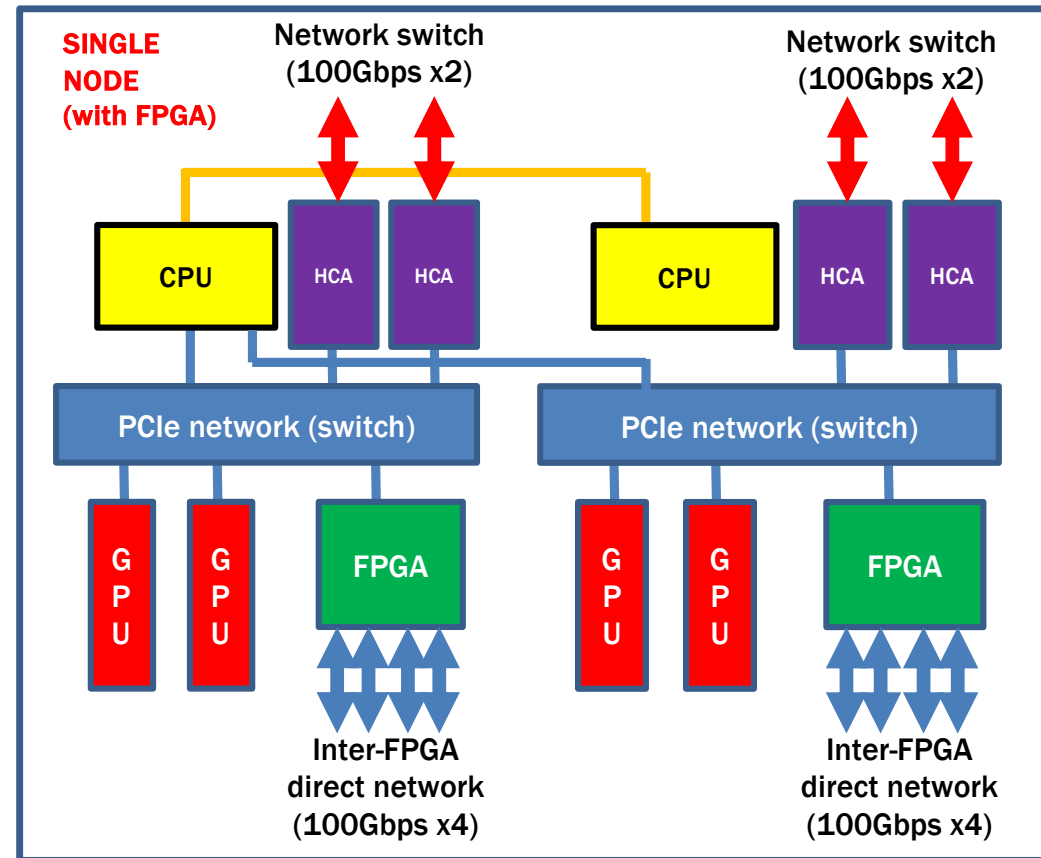 SINGLE
NODE
(with FPGA)
Network switch
(100Gbps x2)
Network switch
(100Gbps x2)
CPU
HCA
HCA
CPU
HCA
HCA
PCIe network (switch)
PCIe network (switch)
G
P
U
G
P
U
FPGA
G
P
U
G
P
U
FPGA
Inter-FPGA
direct network
(100Gbps x4)
Inter-FPGA
direct network
(100Gbps x4)